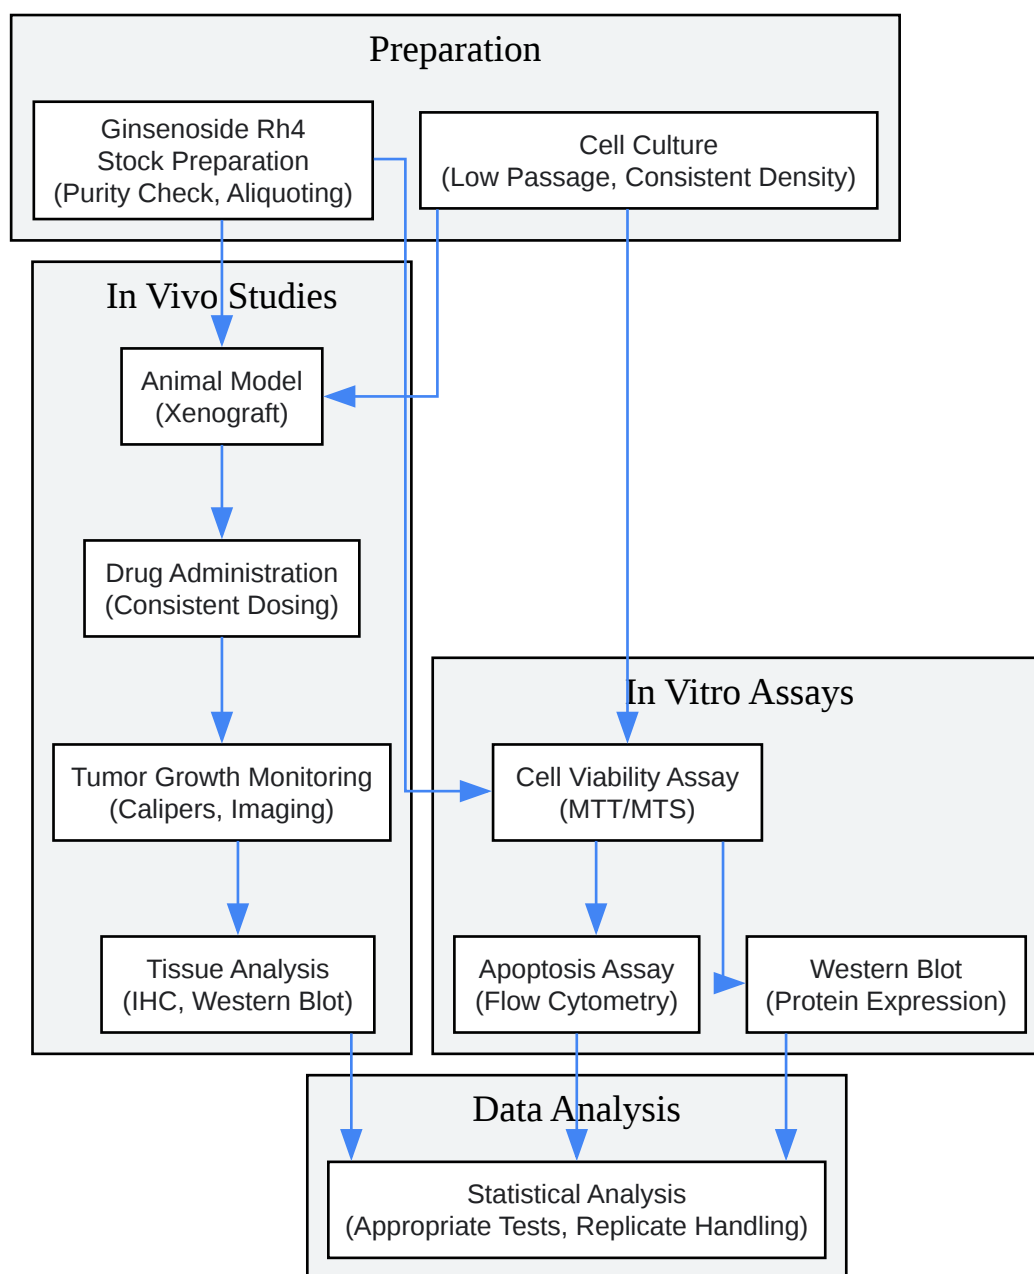 Preparation
Ginsenoside Rh4
Stock Preparation
(Purity Check, Aliquoting)
Cell Culture
(Low Passage, Consistent Density)
In Vivo Studies
Animal Model
(Xenograft)
Drug Administration
(Consistent Dosing)
Tumor Growth Monitoring
(Calipers, Imaging)
Tissue Analysis
(IHC, Western Blot)
In Vitro Assays
Cell Viability Assay
(MTT/MTS)
Apoptosis Assay
(Flow Cytometry)
Western Blot
(Protein Expression)
Data Analysis
Statistical Analysis
(Appropriate Tests, Replicate Handling)